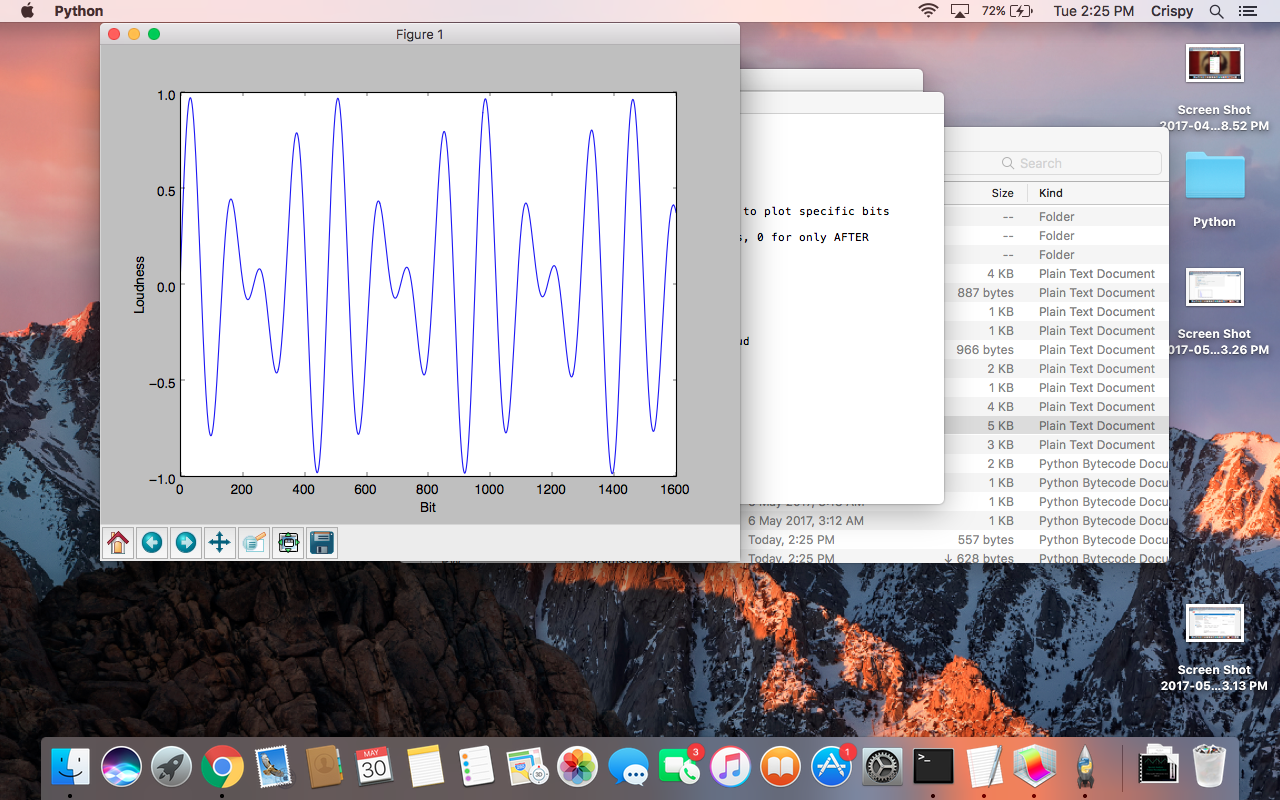 Python
72%
Tue 2:25 PM
Crispy
Figure 1
1.0
0.5
0.0
−0.5
−1.0
Loudness
0
200
400
600
800
1000
1200
1400
1600
Bit
to plot specific bits
, 0 for only AFTER
Search
Size
Kind
-- Folder
-- Folder
-- Folder
4 KB Plain Text Document
887 bytes Plain Text Document
1 KB Plain Text Document
1 KB Plain Text Document
966 bytes Plain Text Document
2 KB Plain Text Document
1 KB Plain Text Document
4 KB Plain Text Document
5 KB Plain Text Document
3 KB Plain Text Document
2 KB Python Bytecode Docu
1 KB Python Bytecode Docu
1 KB Python Bytecode Docu
6 May 2017, 3:12 AM 1 KB Python Bytecode Docu
Today, 2:25 PM 557 bytes Python Bytecode Docu
Today, 2:25 PM ↓ 628 bytes Python Bytecode Docu
Screen Shot
2017-04...8.52 PM
Python
Screen Shot
2017-05...3.26 PM
Screen Shot
2017-05...3.13 PM
MAY
30
30
3
1
>_